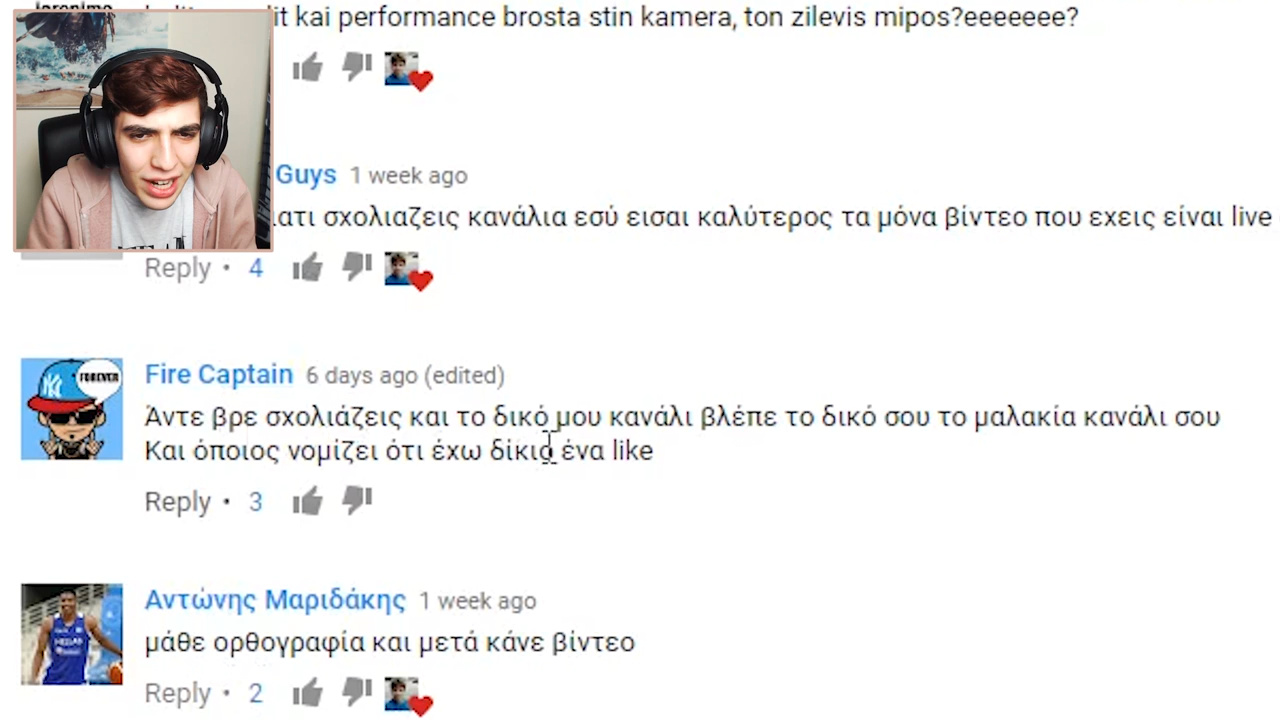 kai performance brosta stin kamera, ton zilevis mipos?eeeeeee?
Guys 1 week ago
σχολιαζεις κανάλια εσύ εισαι καλύτερος τα μόνα βίντεο που εχεις είναι live
Reply • 4
FOREVER
Fire Captain 6 days ago (edited)
Άντε βρε σχολιάζεις και το δικό μου κανάλι βλέπε το δικό σου το μαλακία κανάλι σου
Και όποιος νομίζει ότι έχω δίκιο ένα like
Reply • 3
Αντώνης Μαριδάκης 1 week ago
μάθε ορθογραφία και μετά κάνε βίντεο
HELLAS
Reply • 2